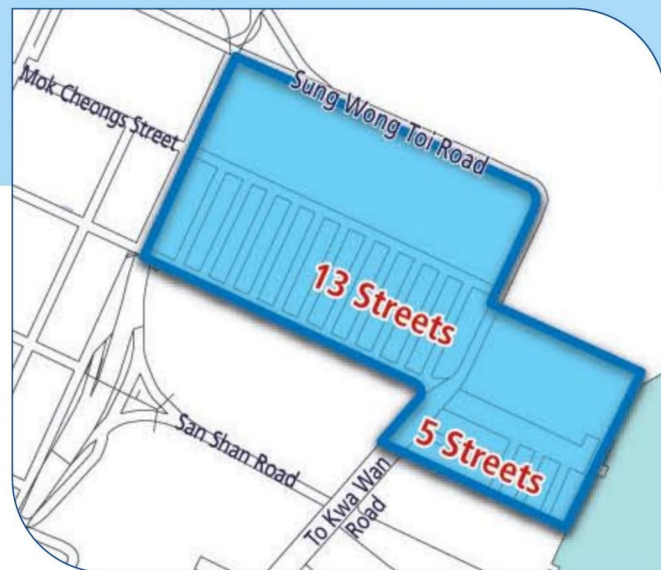 Mok Cheongs Street
Sung Wong Toi Road
13 Streets
5 Streets
San Shan Road
To Kwa Wan
Road